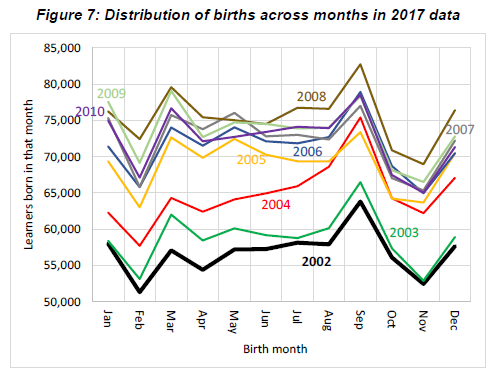 Figure 7: Distribution of births across months in 2017 data
85,000
80,000
75,000
70,000
65,000
60,000
55,000
50,000
Learners born in that month
2009
2010
2008
2007
2006
2005
2004
2003
2002
Jan
Feb
Mar
Apr
May
Jun
Jul
Aug
Sep
Oct
Nov
Dec
Birth month